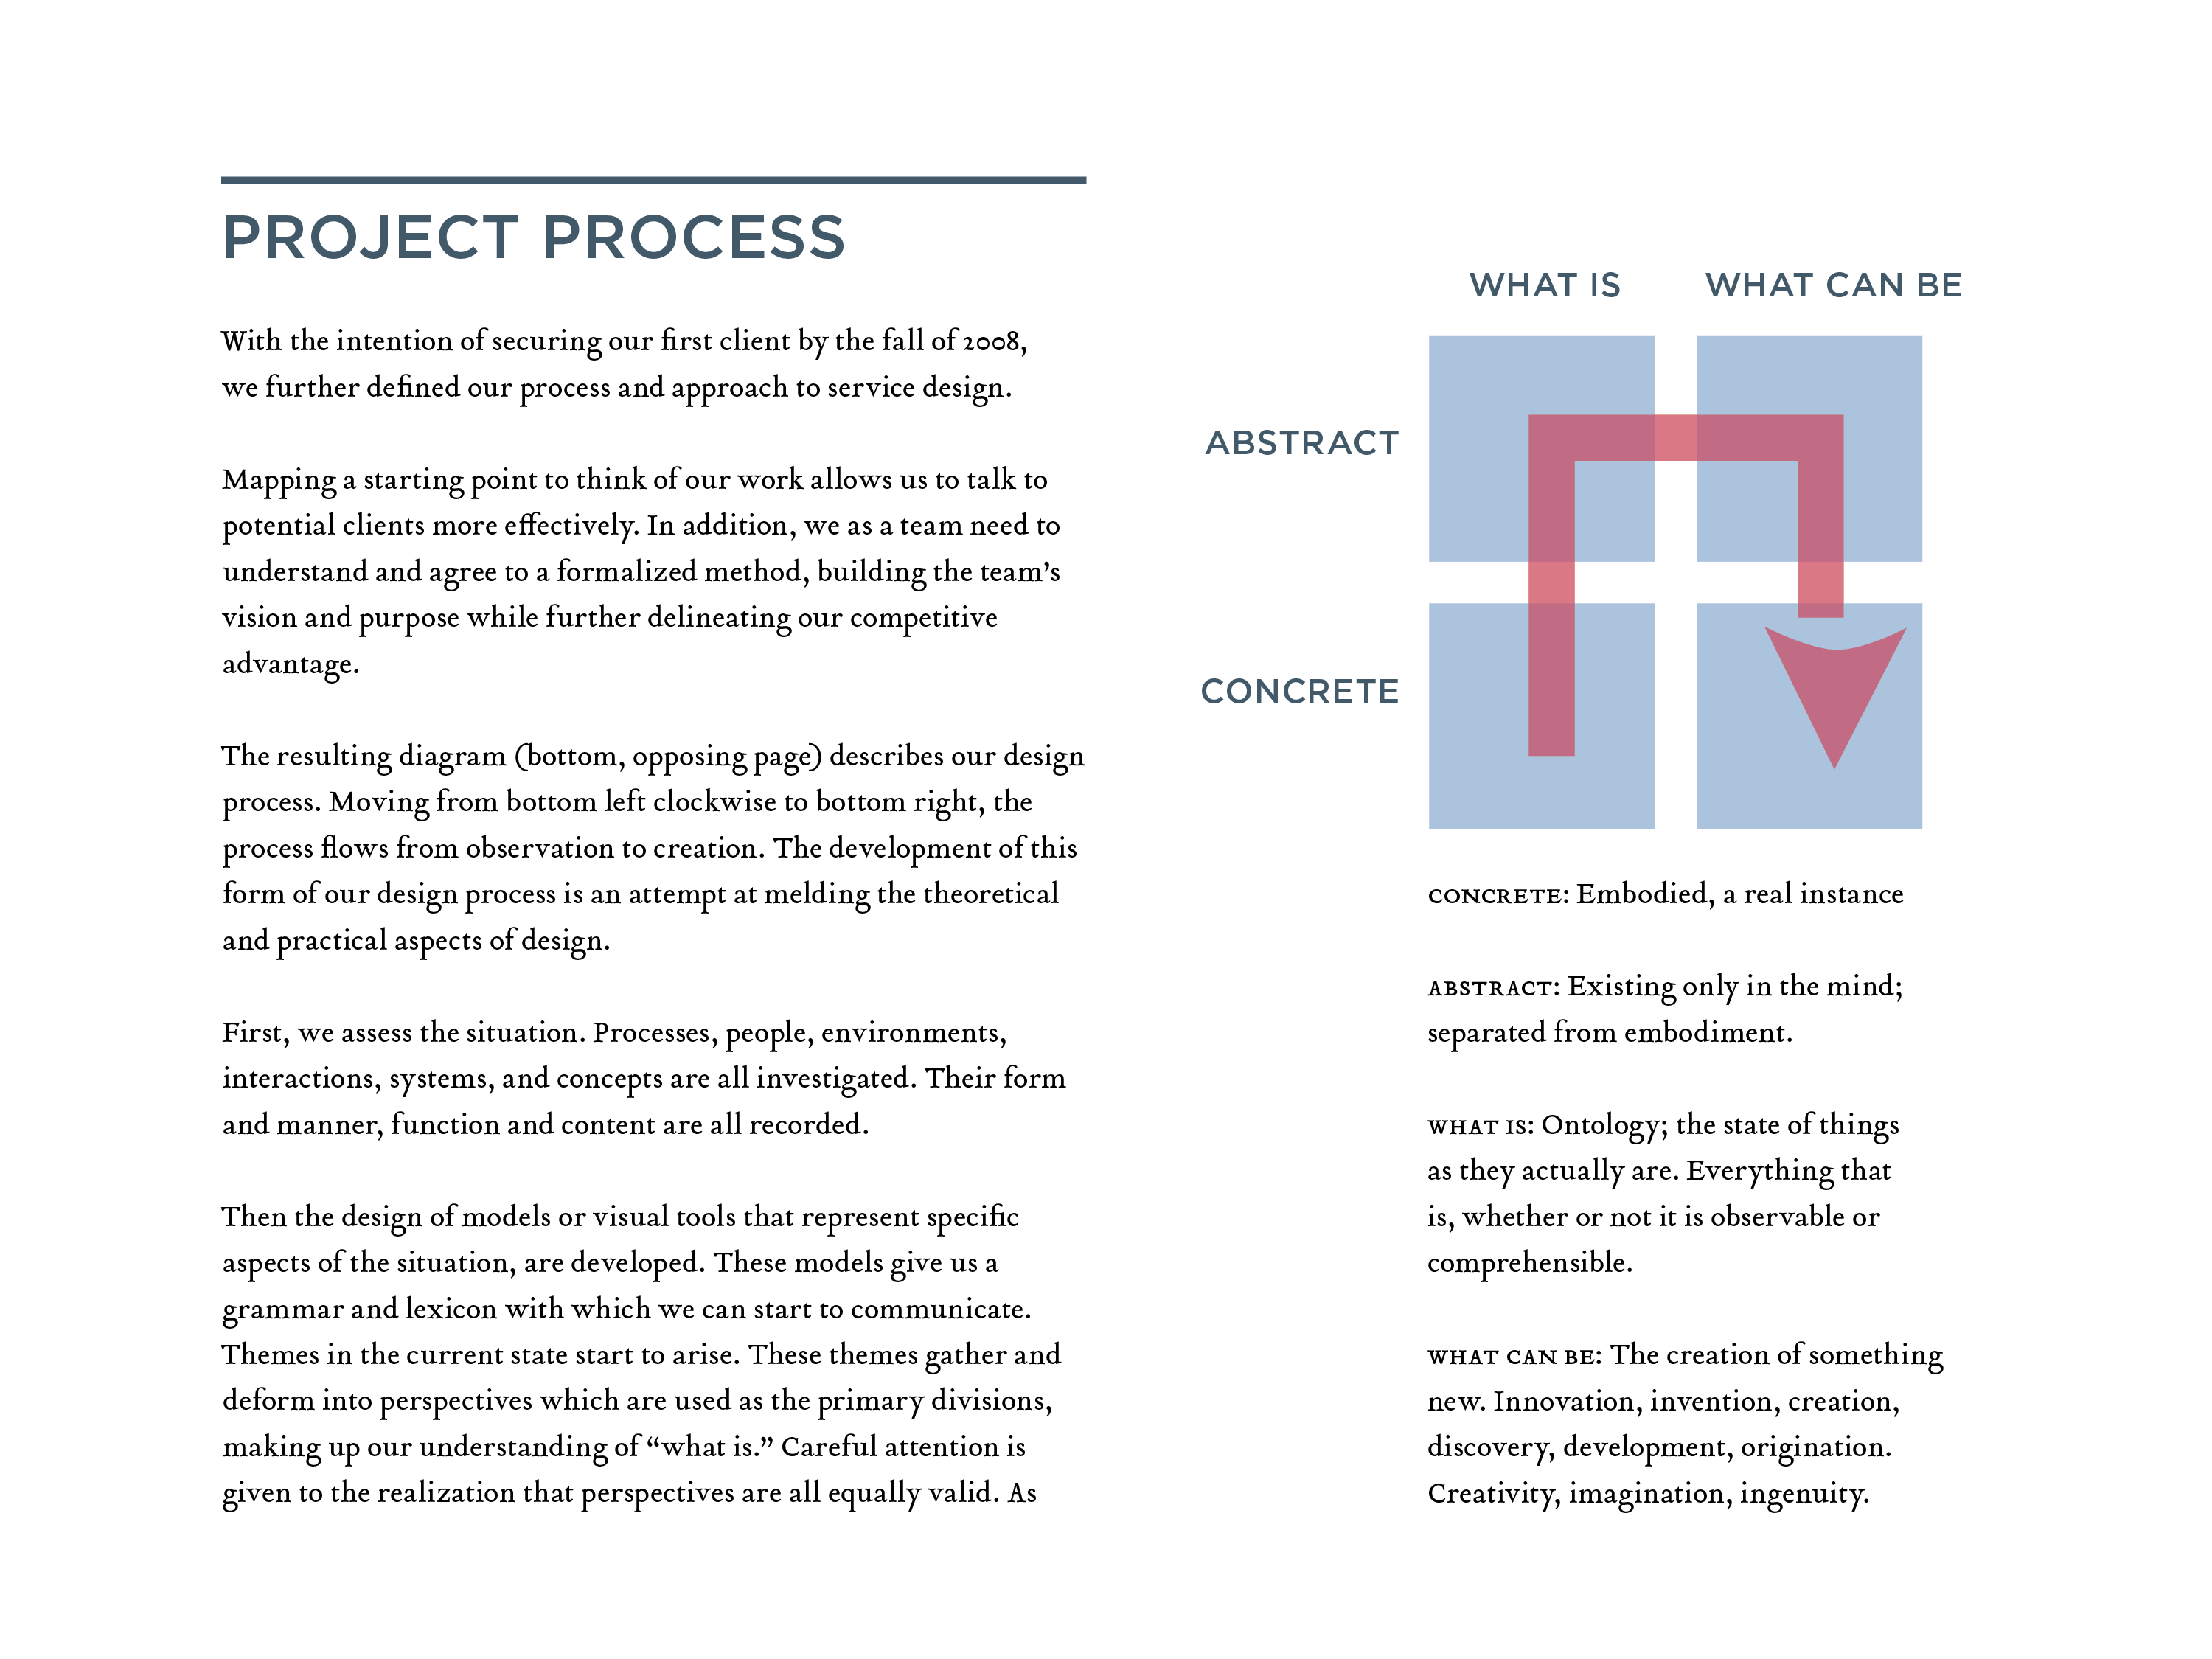 PROJECT PROCESS
With the intention of securing our first client by the fall of 2008,
we further defined our process and approach to service design.
Mapping a starting point to think of our work allows us to talk to
potential clients more effectively. In addition, we as a team need to
understand and agree to a formalized method, building the team’s
vision and purpose while further delineating our competitive
advantage.
The resulting diagram (bottom, opposing page) describes our design
process. Moving from bottom left clockwise to bottom right, the
process flows from observation to creation. The development of this
form of our design process is an attempt at melding the theoretical
and practical aspects of design.
First, we assess the situation. Processes, people, environments,
interactions, systems, and concepts are all investigated. Their form
and manner, function and content are all recorded.
Then the design of models or visual tools that represent specific
aspects of the situation, are developed. These models give us a
grammar and lexicon with which we can start to communicate.
Themes in the current state start to arise. These themes gather and
deform into perspectives which are used as the primary divisions,
making up our understanding of “what is.” Careful attention is
given to the realization that perspectives are all equally valid. As
WHAT IS WHAT CAN BE
ABSTRACT
CONCRETE
CONCRETE: Embodied, a real instance
ABSTRACT: Existing only in the mind;
separated from embodiment.
WHAT IS: Ontology; the state of things
as they actually are. Everything that
is, whether or not it is observable or
comprehensible.
WHAT CAN BE: The creation of something
new. Innovation, invention, creation,
discovery, development, origination.
Creativity, imagination, ingenuity.